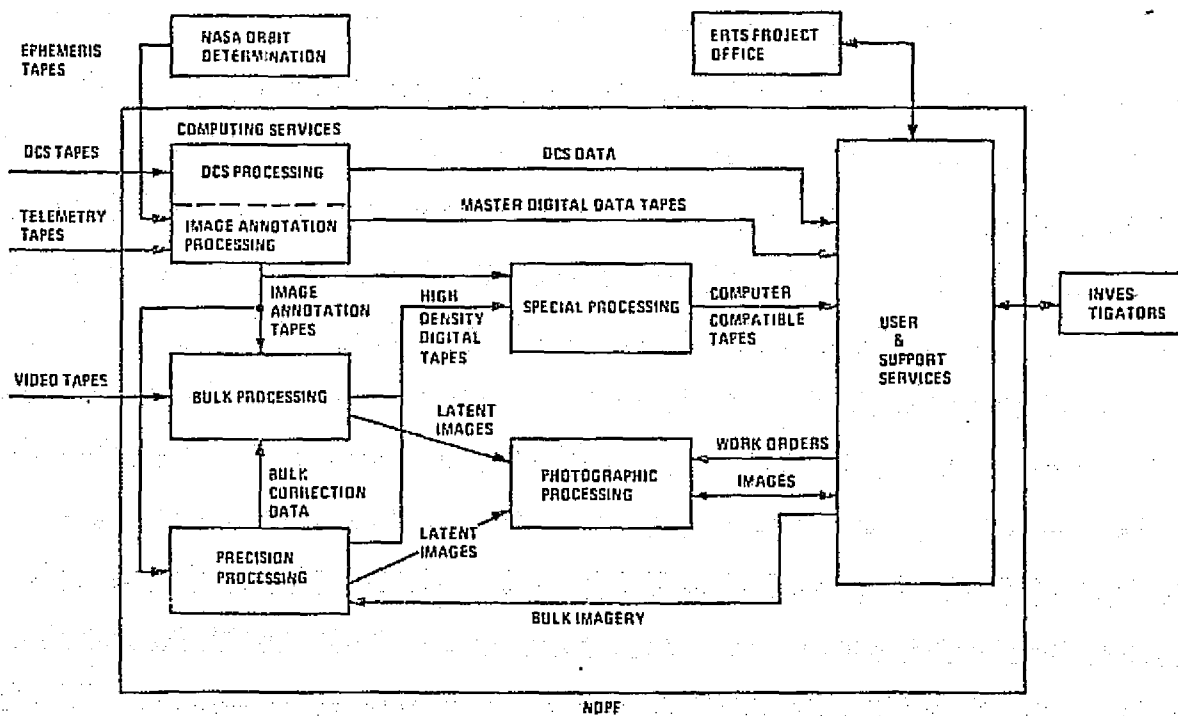 EPHEMERIS
TAPES
NASA ORBIT
DETERMINATION
ERTS PROJECT
OFFICE
COMPUTING SERVICES
DCS TAPES
DCS PROCESSING
DCS DATA
TELEMETRY
TAPES
IMAGE ANNOTATION
PROCESSING
MASTER DIGITAL DATA TAPES
IMAGE
ANNOTATION
TAPES
HIGH
DENSITY
DIGITAL
TAPES
SPECIAL PROCESSING
COMPUTER
COMPATIBLE
TAPES
USER
&
SUPPORT
SERVICES
INVES-
TIGATORS
VIDEO TAPES
BULK PROCESSING
LATENT
IMAGES
BULK
CORRECTION
DATA
PHOTOGRAPHIC
PROCESSING
WORK ORDERS
IMAGES
LATENT
IMAGES
PRECISION
PROCESSING
BULK IMAGERY
NDPF